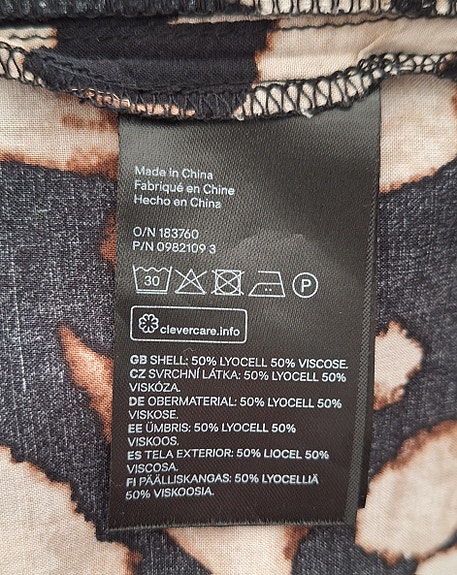 Made in China
Fabriqué en Chine
Hecho en China
O/N 183760
P/N 0982109 3
30 P
clevercare.info
GB SHELL: 50% LYOCELL 50% VISCOSE.
CZ SVRCHNÍ LÁTKA: 50% LYOCELL 50%
VISKÓZA.
DE OBERMATERIAL: 50% LYOCELL 50%
VISKOSE.
EE ÜMBRIS: 50% LYOCELL 50%
VISKOOS.
ES TELA EXTERIOR: 50% LIOCEL 50%
VISCOSA.
FI PÄÄLLISKANGAS: 50% LYOCELLIÄ
50% VISKOOSIA.